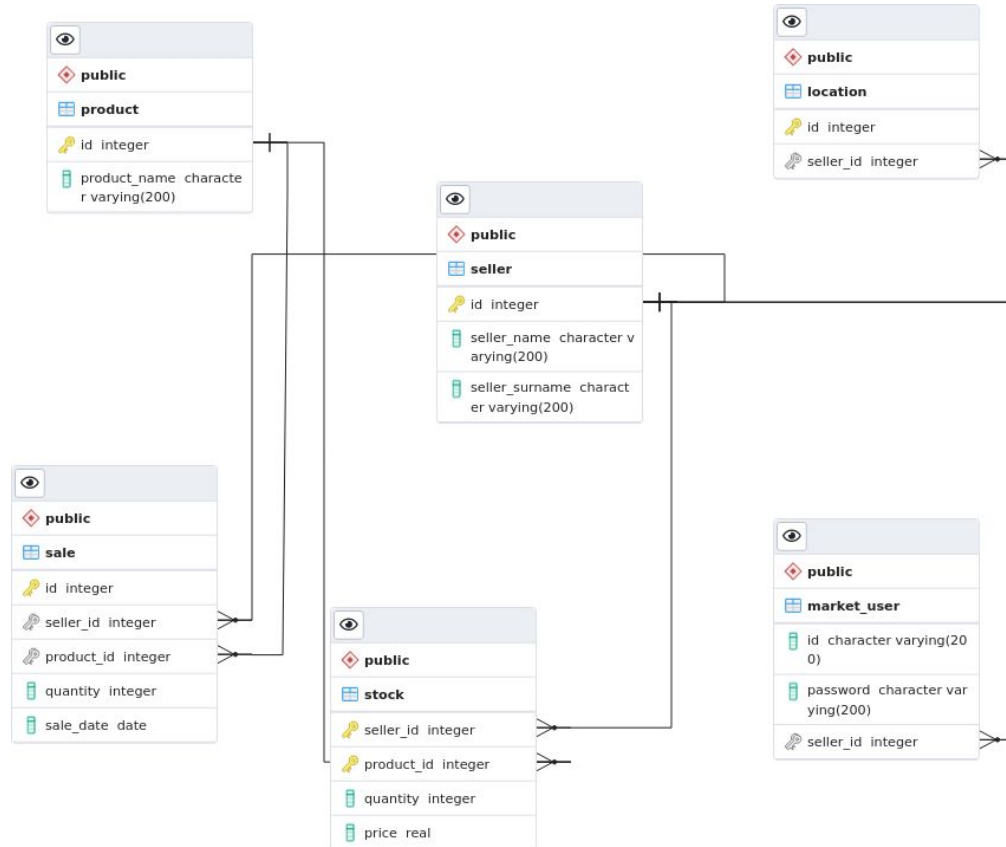 public
product
id integer
product_name characte
r varying(200)
public
location
id integer
seller_id integer
public
seller
id integer
seller_name character v
arying(200)
seller_surname charact
er varying(200)
public
sale
id integer
seller_id integer
product_id integer
quantity integer
sale_date date
public
stock
seller_id integer
product_id integer
quantity integer
price real
public
market_user
id character varying(20
0)
password character var
ying(200)
seller_id integer